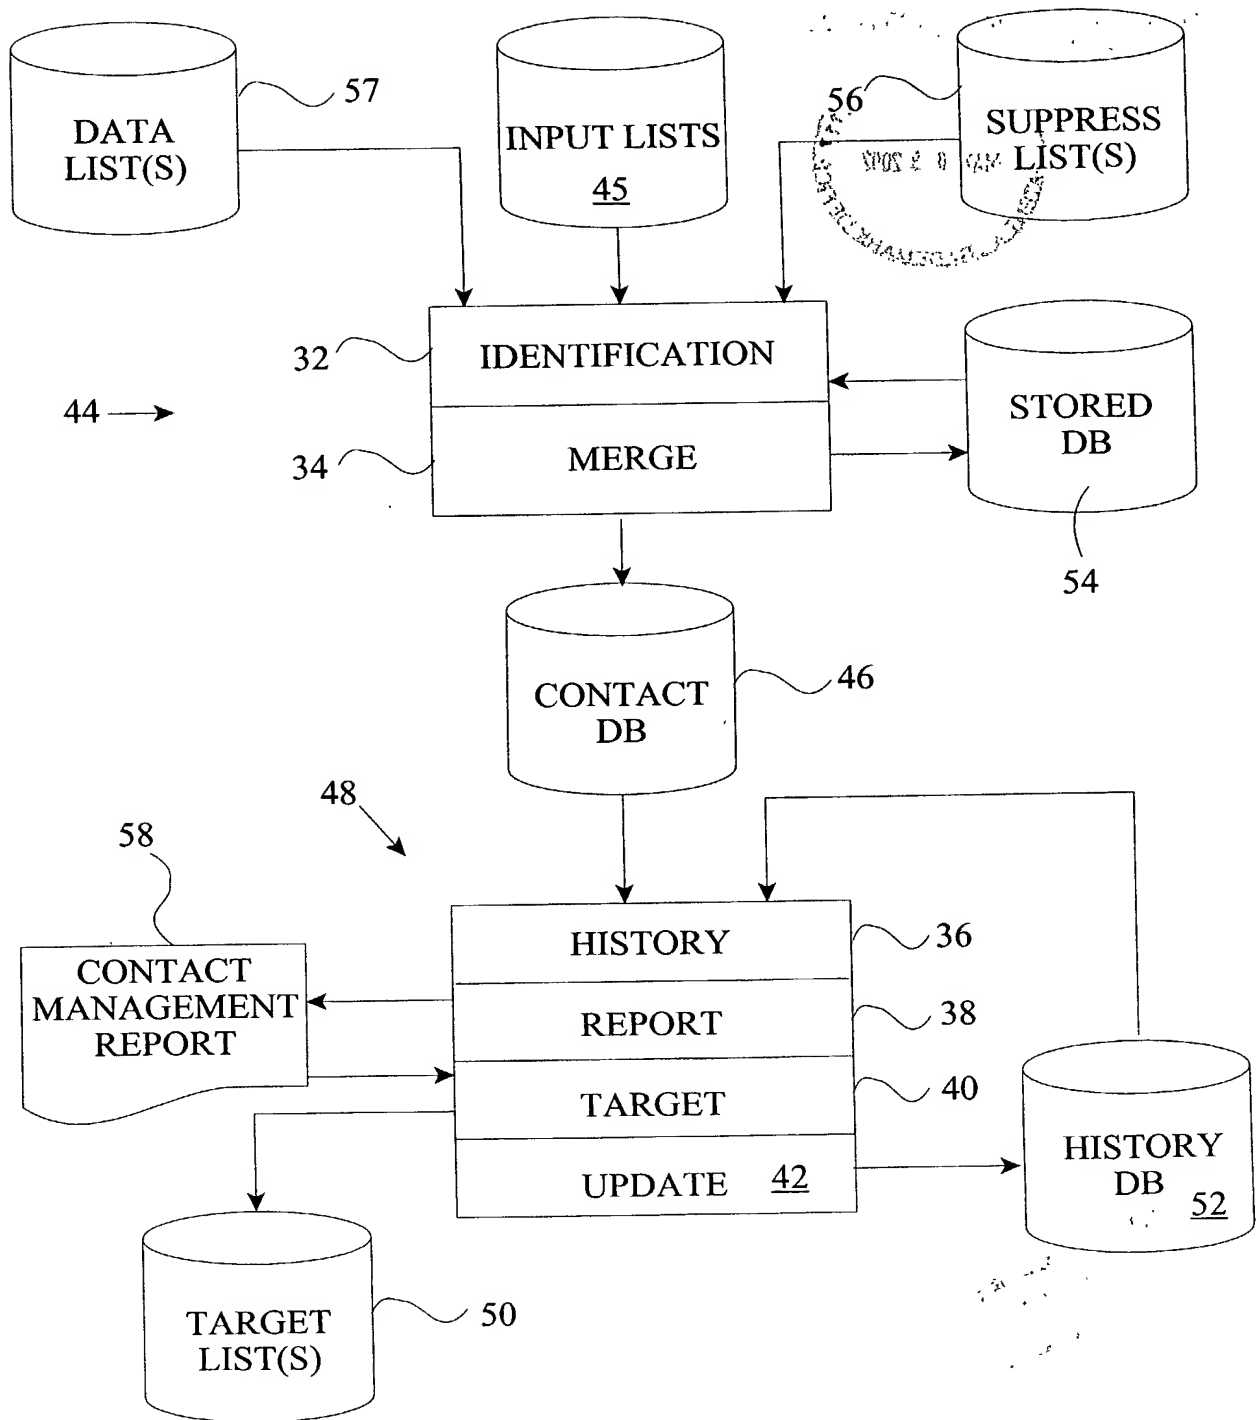 57
56
DATA
LIST(S)
INPUT LISTS
45
SUPPRESS
LIST(S)
32
IDENTIFICATION
44
34
MERGE
STORED
DB
54
CONTACT
DB
46
48
58
HISTORY
36
CONTACT
MANAGEMENT
REPORT
REPORT
38
TARGET
40
UPDATE 42
HISTORY
DB
52
TARGET
LIST(S)
50